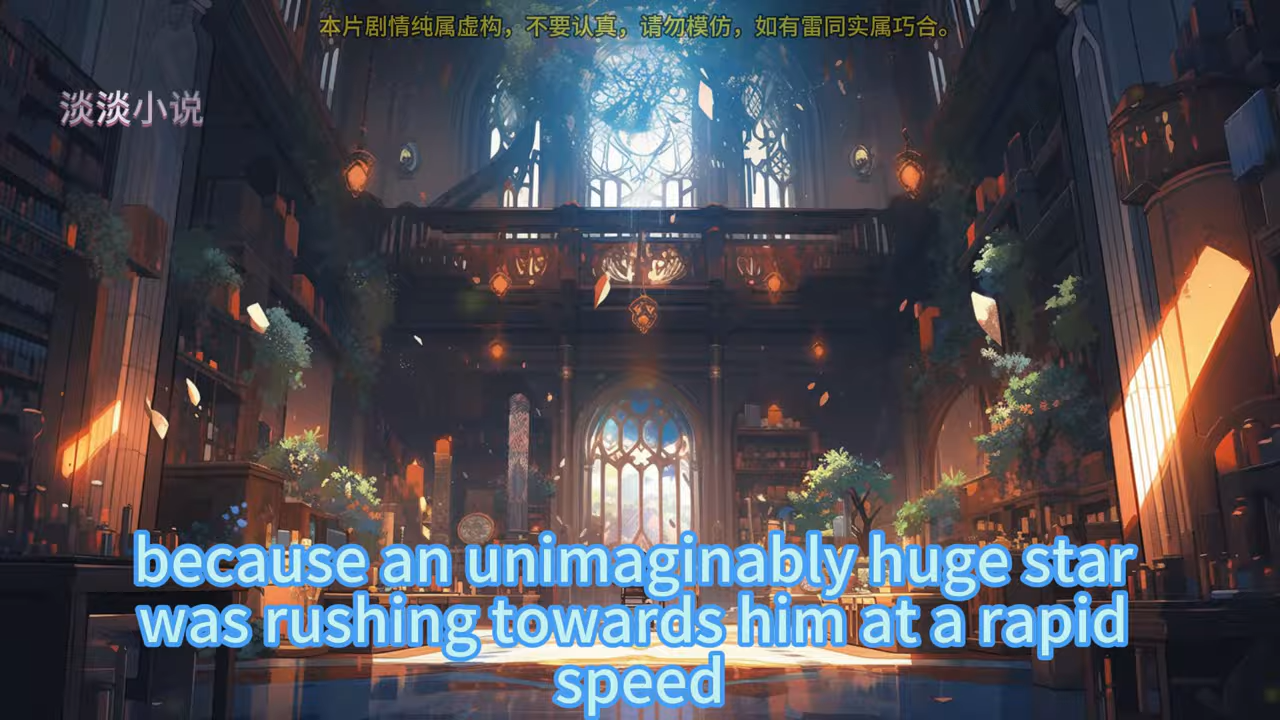 本片剧情纯属虚构，不要认真，请勿模仿，如有雷同实属巧合。
淡淡小说
because an unimaginably huge star
was rushing towards him at a rapid
speed